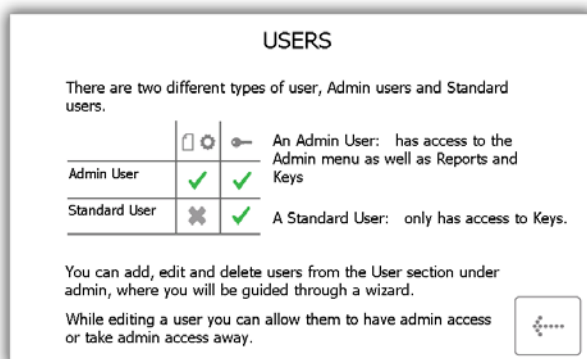 USERS
There are two different types of user, Admin users and Standard
users.
An Admin User: has access to the
Admin menu as well as Reports and
Keys
Admin User
Standard User
A Standard User: only has access to Keys.
You can add, edit and delete users from the User section under
admin, where you will be guided through a wizard.
While editing a user you can allow them to have admin access
or take admin access away.